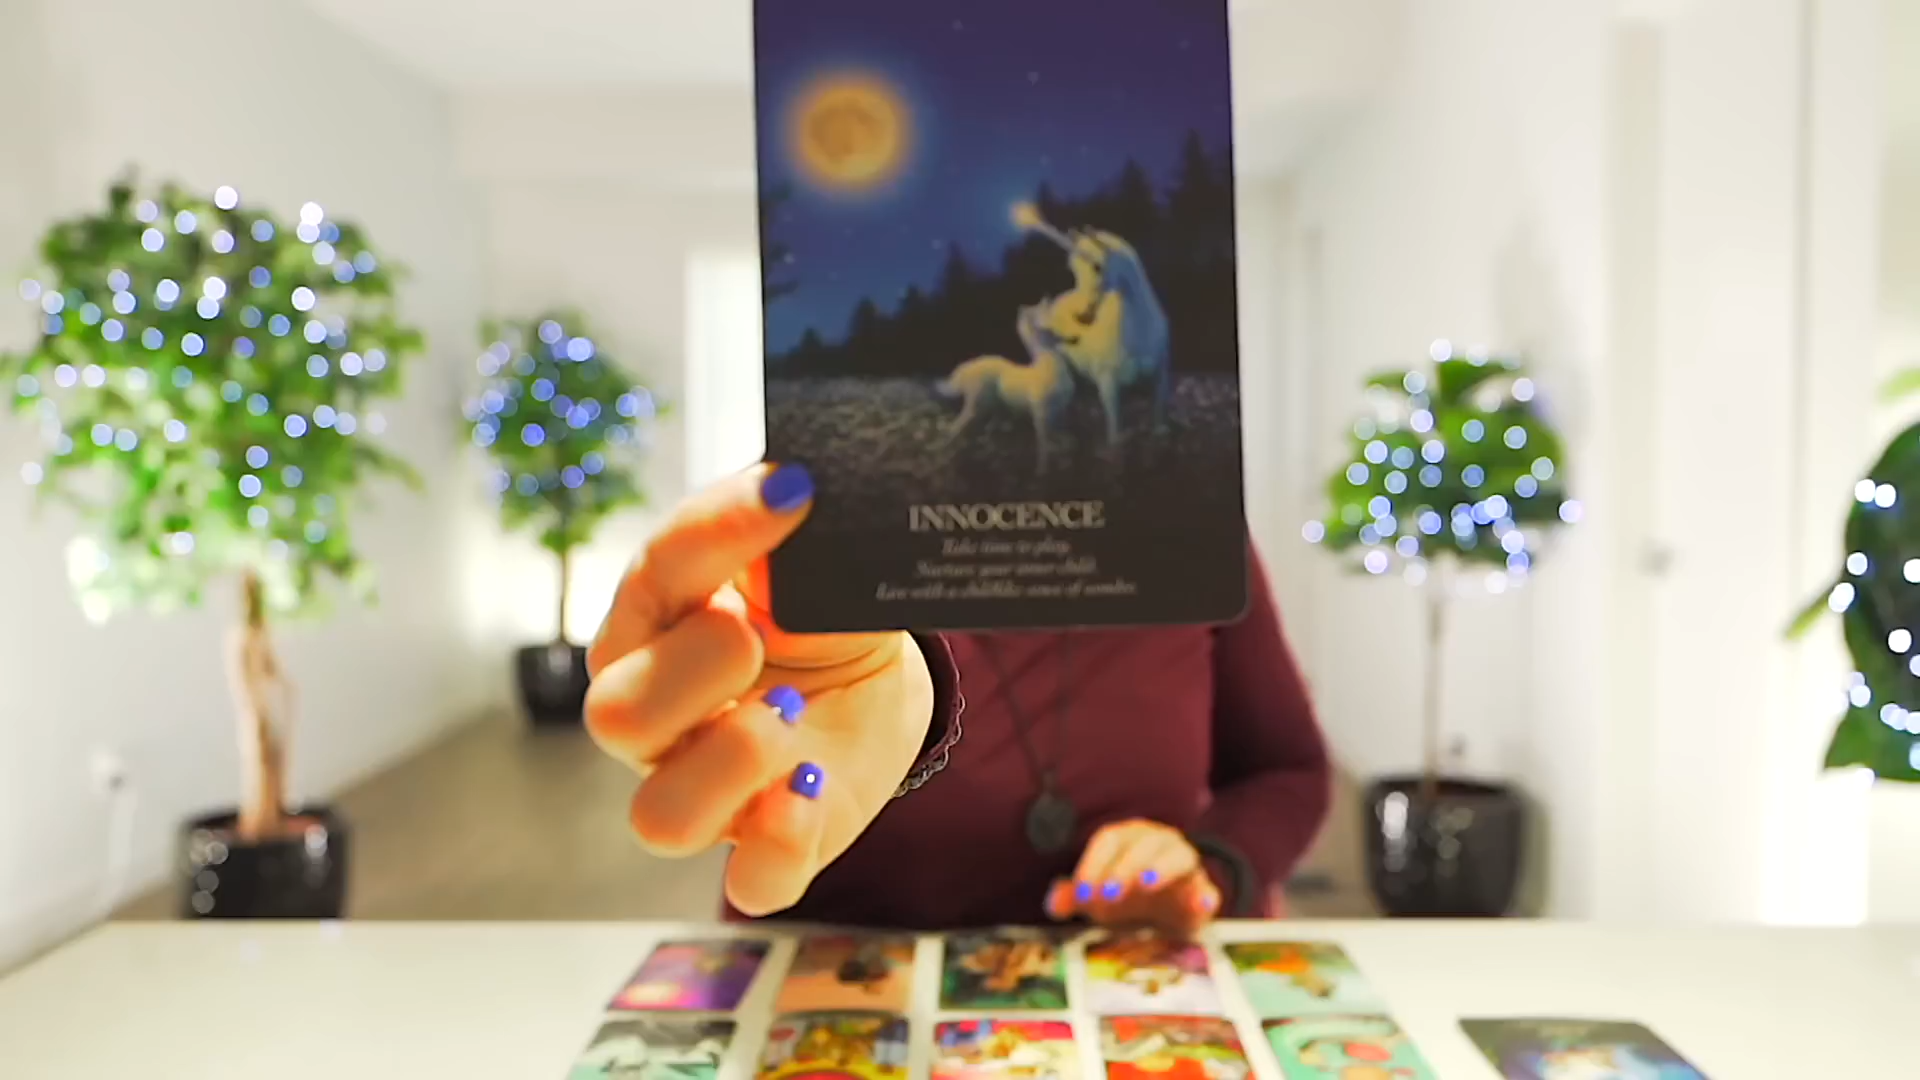 INNOCENCE
Take time to play.
Nurture your inner child.
Live with a childlike sense of wonder.